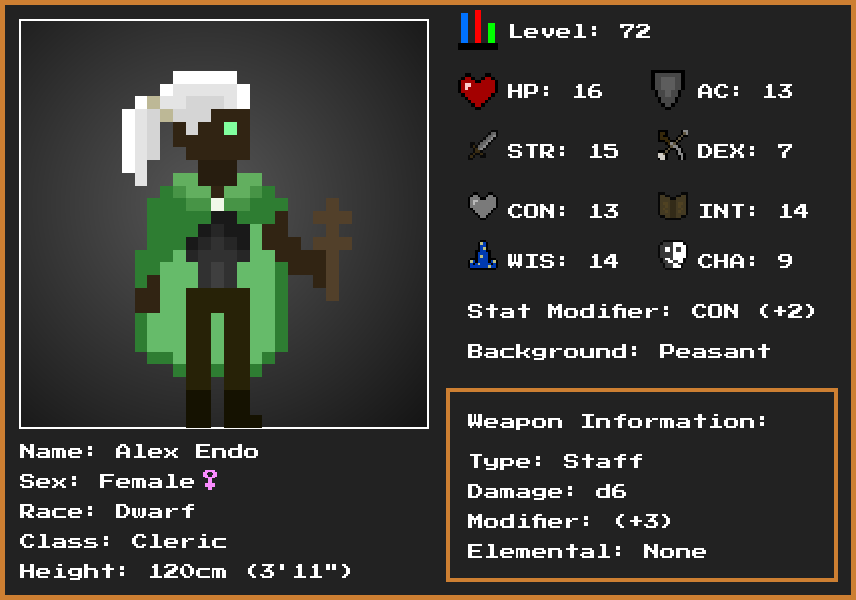 Level: 72
HP: 16
AC: 13
STR: 15
DEX: 7
CON: 13
INT: 14
WIS: 14
CHA: 9
Stat Modifier: CON (+2)
Background: Peasant
Weapon Information:
Type: Staff
Damage: d6
Modifier: (+3)
Elemental: None
Name: Alex Endo
Sex: Female♀
Race: Dwarf
Class: Cleric
Height: 120cm (3'11")